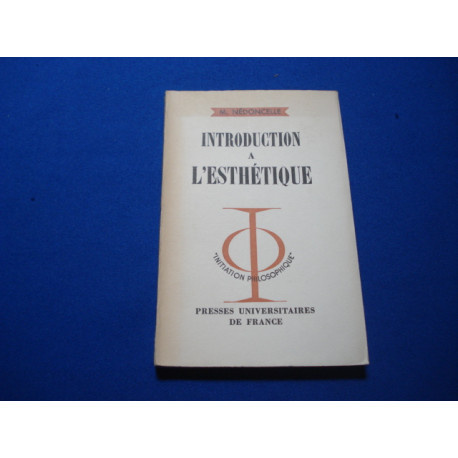 M. NÉDONCELLE
INTRODUCTION
A
L'ESTHÉTIQUE
"INITIATION PHILOSOPHIQUE"
PRESSES UNIVERSITAIRES
DE FRANCE